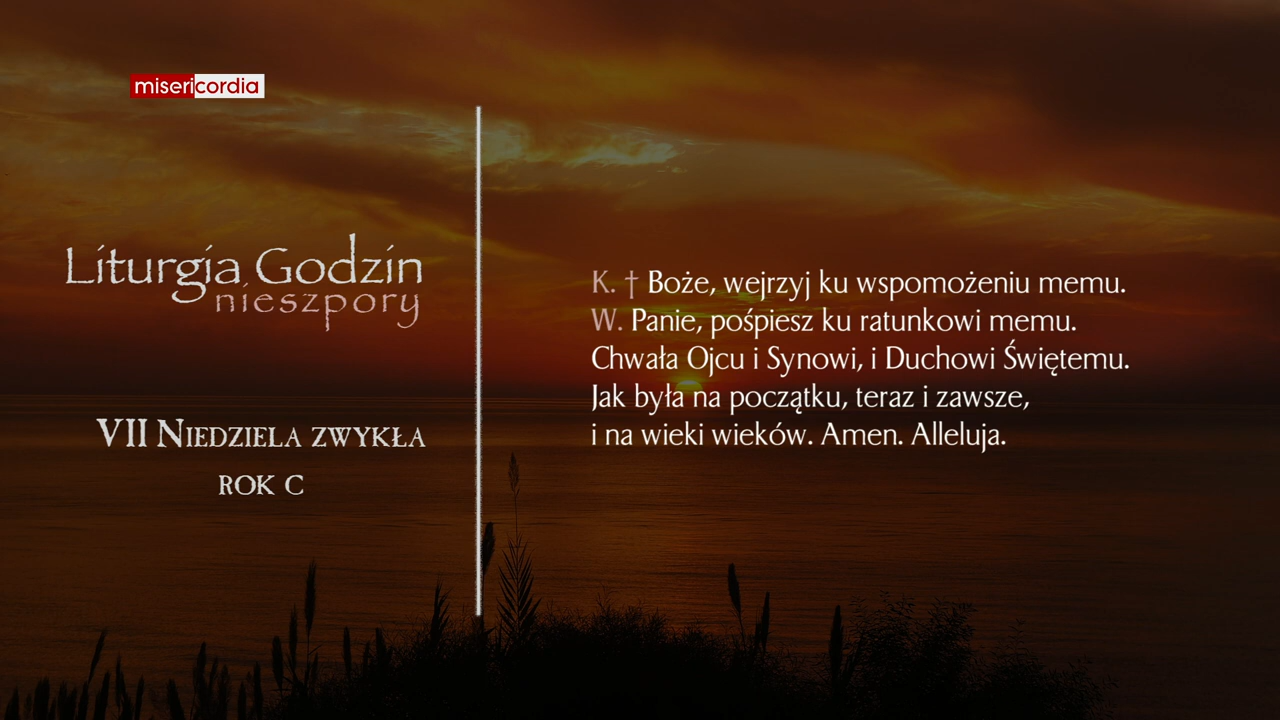 misericordia
Liturgia Godzin
nieszpory
VII Niedziela zwykła
rok C
K. † Boże, wejrzyj ku wspomożeniu memu.
W. Panie, pośpiesz ku ratunkowi memu.
Chwała Ojcu i Synowi, i Duchowi Świętemu.
Jak była na początku, teraz i zawsze,
i na wieki wieków. Amen. Alleluja.